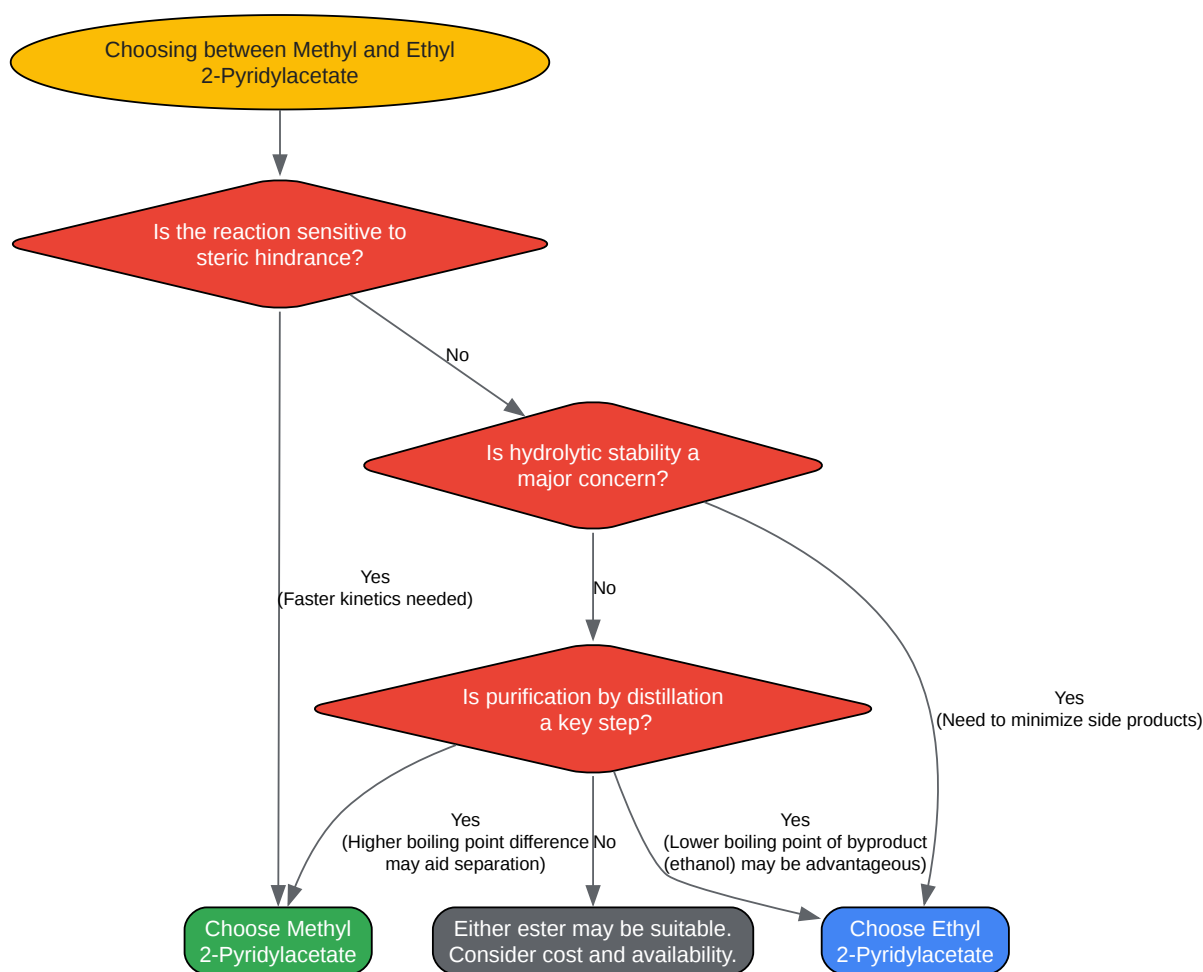 Choosing between Methyl and Ethyl
2-Pyridylacetate
Is the reaction sensitive to
steric hindrance?
No
Is hydrolytic stability a
major concern?
Yes
(Faster kinetics needed)
No
Is purification by distillation
a key step?
Yes
(Need to minimize side products)
Yes
(Higher boiling point difference
may aid separation)
No
Yes
(Lower boiling point of byproduct
(ethanol) may be advantageous)
Choose Methyl
2-Pyridylacetate
Either ester may be suitable.
Consider cost and availability.
Choose Ethyl
2-Pyridylacetate